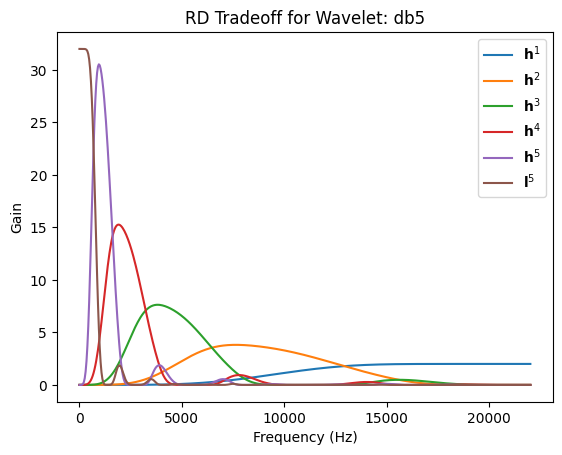 RD Tradeoff for Wavelet: db5
Gain
30
25
20
15
10
5
0
0 5000 10000 15000 20000
Frequency (Hz)
h¹
h²
h³
h⁴
h⁵
l⁵